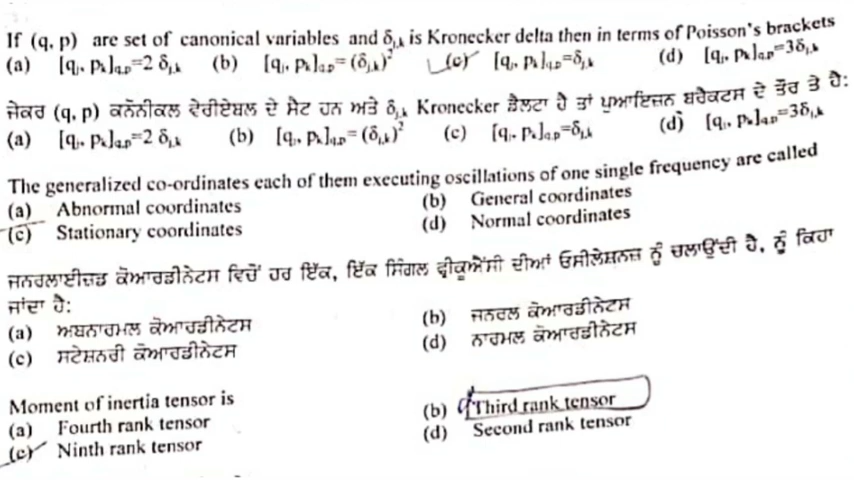 If (q, p) are set of canonical variables and δj,k is Kronecker delta then in terms of Poisson's brackets
(a) [qj, pk]q,p=2 δj,k (b) [qj, pk]q,p= (δj,k)² (c) [qj, pk]q,p=δj,k (d) [qj, pk]q,p=3δj,k
ਜੇਕਰ (q, p) ਕਨੋਨੀਕਲ ਵੇਰੀਏਬਲ ਦੇ ਸੈਟ ਹਨ ਅਤੇ δj,k Kronecker ਡੈਲਟਾ ਹੈ ਤਾਂ ਪੁਆਇਜ਼ਨ ਬਰੈਕਟਸ ਦੇ ਤੌਰ ਤੇ ਹੈ:
(a) [qj, pk]q,p=2 δj,k (b) [qj, pk]q,p= (δj,k)² (c) [qj, pk]q,p=δj,k (d) [qj, pk]q,p=3δj,k
The generalized co-ordinates each of them executing oscillations of one single frequency are called
(a) Abnormal coordinates (b) General coordinates
(c) Stationary coordinates (d) Normal coordinates
ਜਨਰਲਾਈਜ਼ਡ ਕੋਆਰਡੀਨੇਟਸ ਵਿਚੋਂ ਹਰ ਇੱਕ, ਇੱਕ ਸਿੰਗਲ ਫ੍ਰੀਕੂਐਂਸੀ ਦੀਆਂ ਓਸੀਲੇਸ਼ਨਜ਼ ਨੂੰ ਚਲਾਉਂਦੀ ਹੈ, ਨੂੰ ਕਿਹਾ
ਜਾਂਦਾ ਹੈ:
(a) ਅਬਨਾਰਮਲ ਕੋਆਰਡੀਨੇਟਸ (b) ਜਨਰਲ ਕੋਆਰਡੀਨੇਟਸ
(c) ਸਟੇਸ਼ਨਰੀ ਕੋਆਰਡੀਨੇਟਸ (d) ਨਾਰਮਲ ਕੋਆਰਡੀਨੇਟਸ
Moment of inertia tensor is
(a) Fourth rank tensor (b) Third rank tensor
(c) Ninth rank tensor (d) Second rank tensor